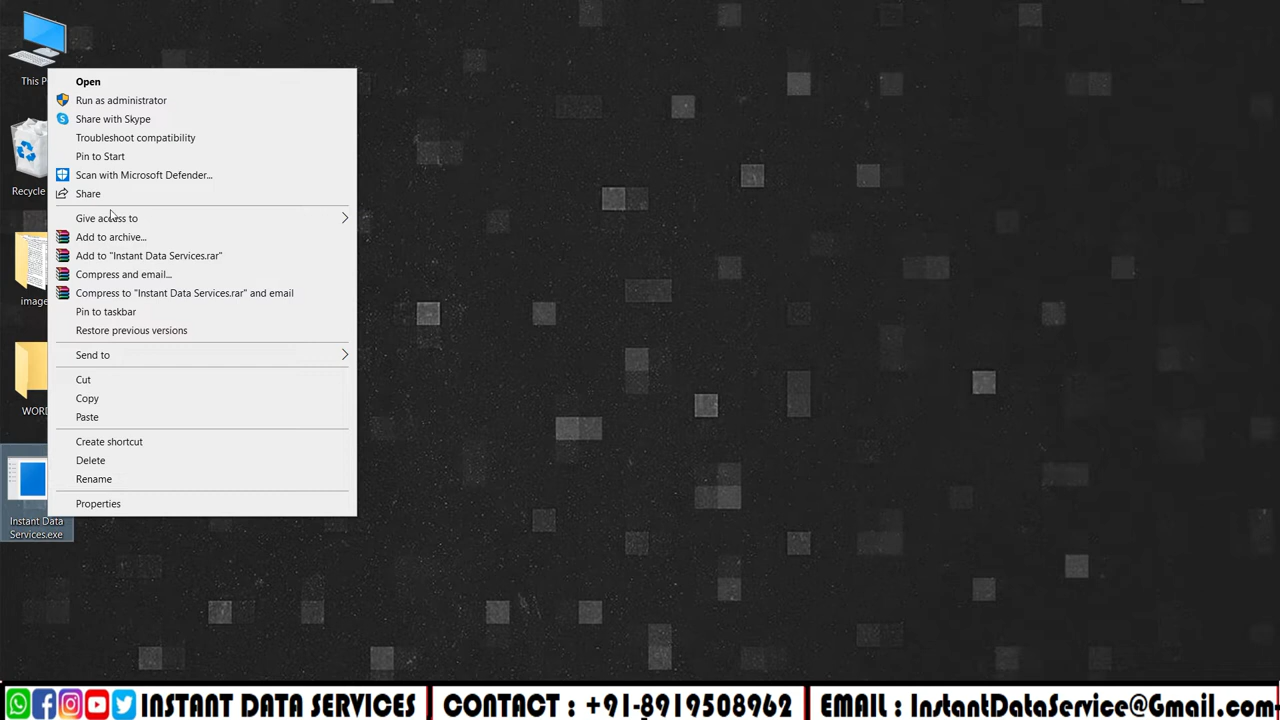 This P
Recycle
image
WORD
Instant Data
Services.exe
Open
Run as administrator
Share with Skype
Troubleshoot compatibility
Pin to Start
Scan with Microsoft Defender...
Share
Give access to
Add to archive...
Add to "Instant Data Services.rar"
Compress and email...
Compress to "Instant Data Services.rar" and email
Pin to taskbar
Restore previous versions
Send to
Cut
Copy
Paste
Create shortcut
Delete
Rename
Properties
INSTANT DATA SERVICES CONTACT : +91-8919508962 EMAIL : InstantDataService@Gmail.com